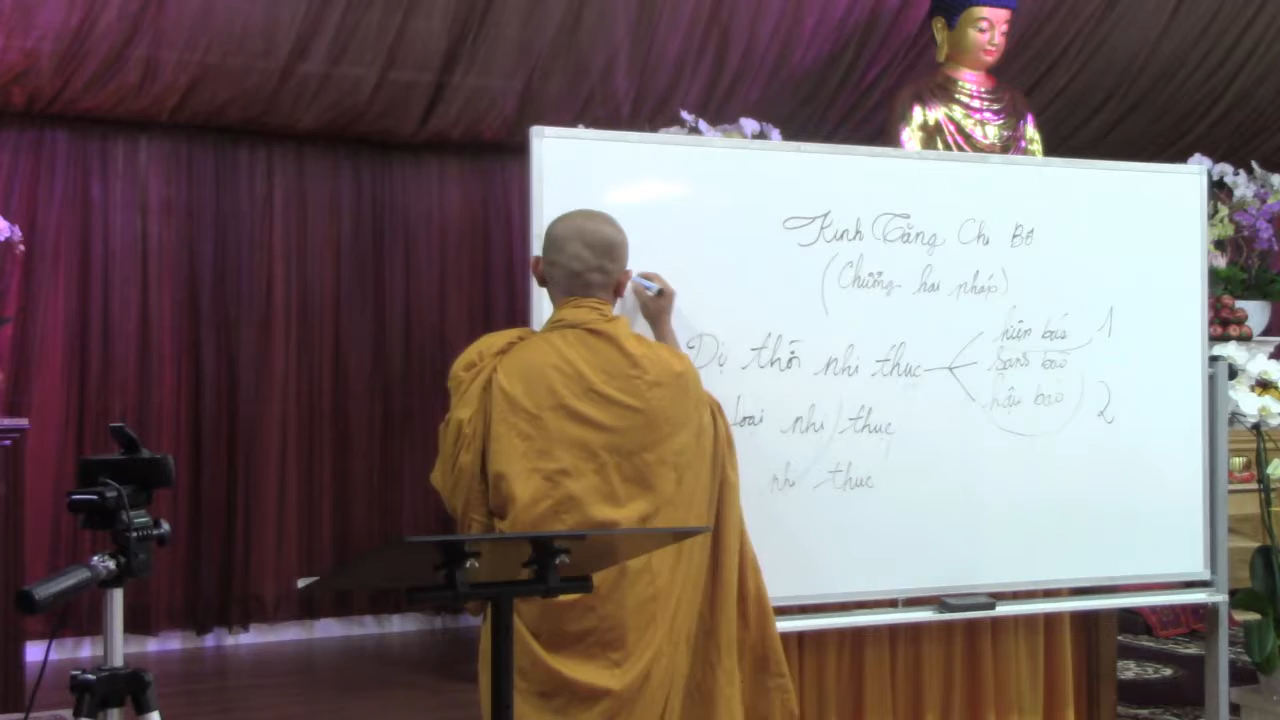 Kinh Tăng Chi Bộ
(Chương hai pháp)
Dị thời nhi thục
hiện báo 1
sanh báo
hậu báo 2
loại nhi thục
nhi thục